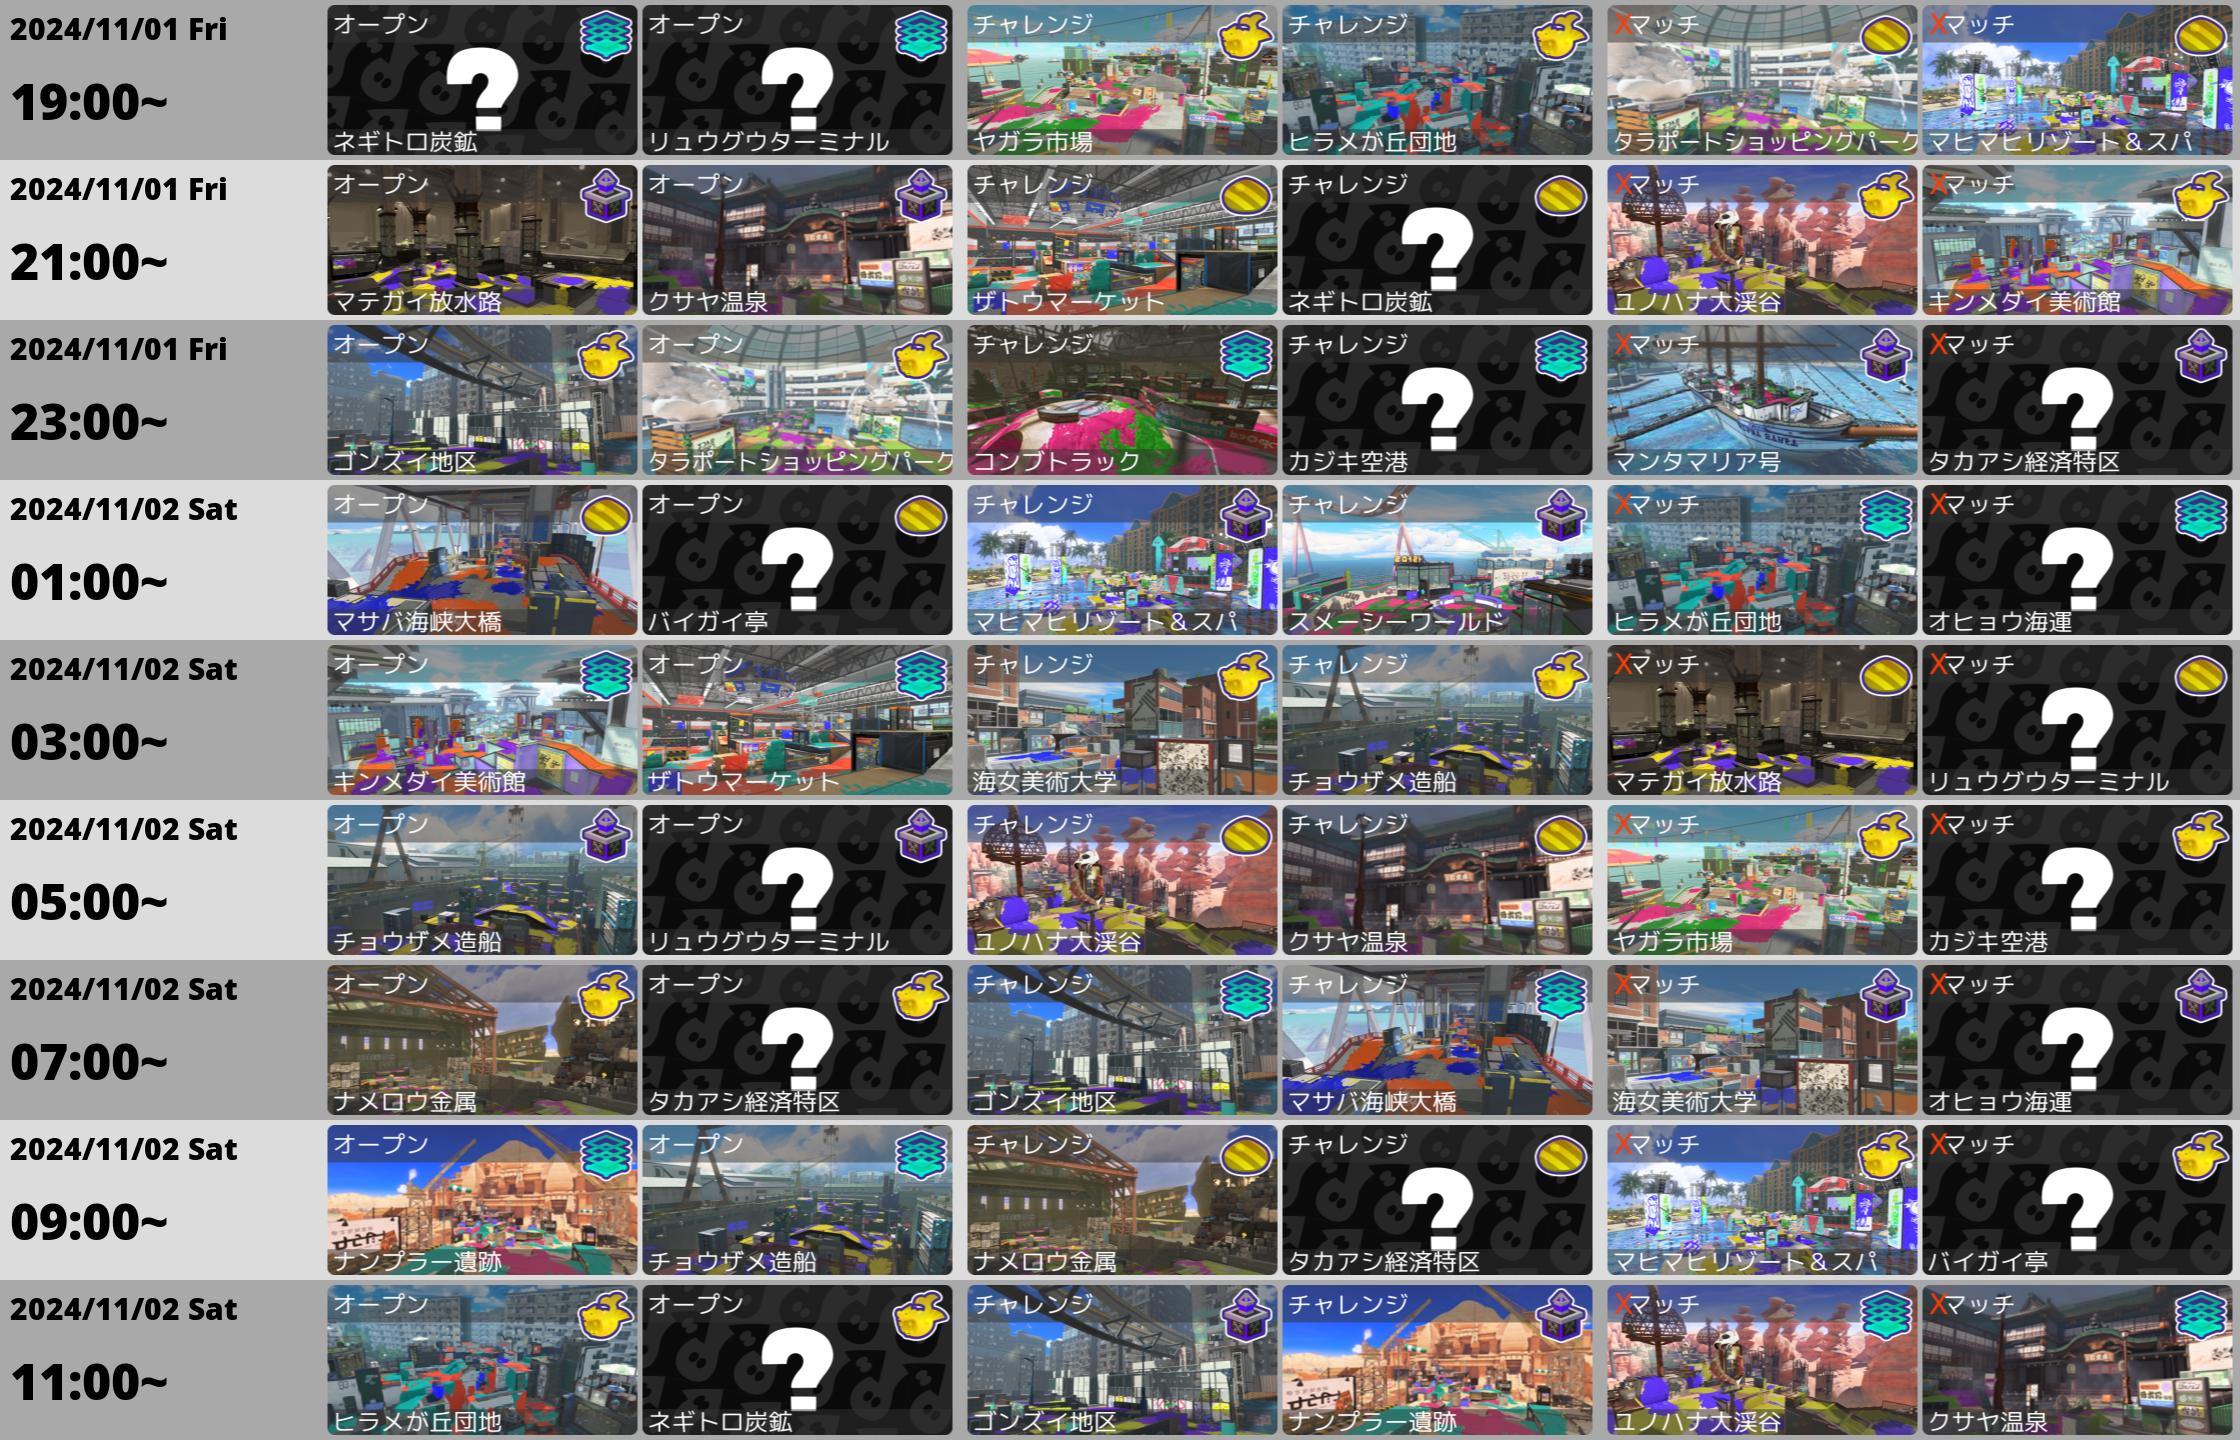 2024/11/01 Fri
19:00~
オープン
ネギトロ炭鉱
オープン
リュウグウターミナル
チャレンジ
ヤガラ市場
チャレンジ
ヒラメが丘団地
Xマッチ
タラポートショッピングパーク
Xマッチ
マヒマヒリゾート＆スパ
2024/11/01 Fri
21:00~
オープン
マテガイ放水路
オープン
クサヤ温泉
チャレンジ
ザトウマーケット
チャレンジ
ネギトロ炭鉱
Xマッチ
ユノハナ大渓谷
Xマッチ
キンメダイ美術館
2024/11/01 Fri
23:00~
オープン
ゴンズイ地区
オープン
タラポートショッピングパーク
チャレンジ
コンブトラック
チャレンジ
カジキ空港
Xマッチ
マンタマリア号
Xマッチ
タカアシ経済特区
2024/11/02 Sat
01:00~
オープン
マサバ海峡大橋
オープン
バイガイ亭
チャレンジ
マヒマヒリゾート＆スパ
チャレンジ
スメーシーワールド
Xマッチ
ヒラメが丘団地
Xマッチ
オヒョウ海運
2024/11/02 Sat
03:00~
オープン
キンメダイ美術館
オープン
ザトウマーケット
チャレンジ
海女美術大学
チャレンジ
チョウザメ造船
Xマッチ
マテガイ放水路
Xマッチ
リュウグウターミナル
2024/11/02 Sat
05:00~
オープン
チョウザメ造船
オープン
リュウグウターミナル
チャレンジ
ユノハナ大渓谷
チャレンジ
クサヤ温泉
Xマッチ
ヤガラ市場
Xマッチ
カジキ空港
2024/11/02 Sat
07:00~
オープン
ナメロウ金属
オープン
タカアシ経済特区
チャレンジ
ゴンズイ地区
チャレンジ
マサバ海峡大橋
Xマッチ
海女美術大学
Xマッチ
オヒョウ海運
2024/11/02 Sat
09:00~
オープン
ナンプラー遺跡
オープン
チョウザメ造船
チャレンジ
ナメロウ金属
チャレンジ
タカアシ経済特区
Xマッチ
マヒマヒリゾート＆スパ
Xマッチ
バイガイ亭
2024/11/02 Sat
11:00~
オープン
ヒラメが丘団地
オープン
ネギトロ炭鉱
チャレンジ
ゴンズイ地区
チャレンジ
ナンプラー遺跡
Xマッチ
ユノハナ大渓谷
Xマッチ
クサヤ温泉